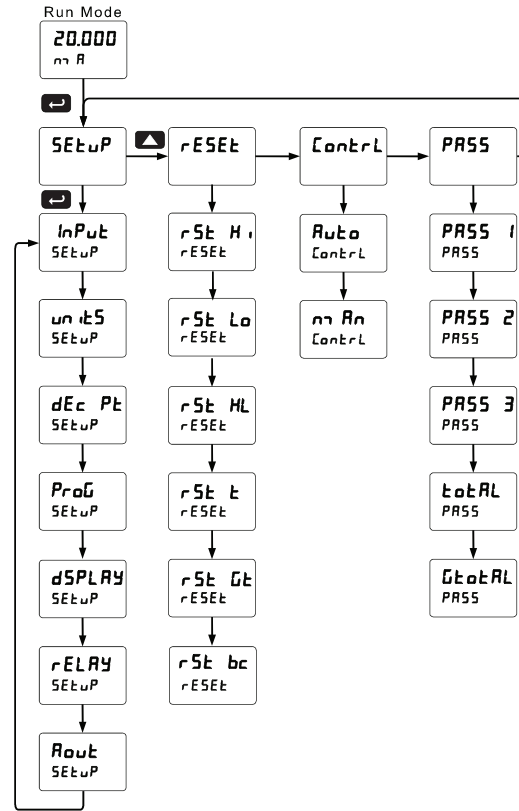 Run Mode
20.000
mA
SEtuP
rESEt
ContrL
PASS
InPut
SEtuP
rSt Hi
rESEt
Auto
ContrL
PASS 1
PASS
unitS
SEtuP
rSt Lo
rESEt
mAn
ContrL
PASS 2
PASS
dEc Pt
SEtuP
rSt HL
rESEt
PASS 3
PASS
ProG
SEtuP
rSt t
rESEt
totAL
PASS
dSPLAY
SEtuP
rSt Gt
rESEt
GtotAL
PASS
rELAY
SEtuP
rSt bc
rESEt
Aout
SEtuP